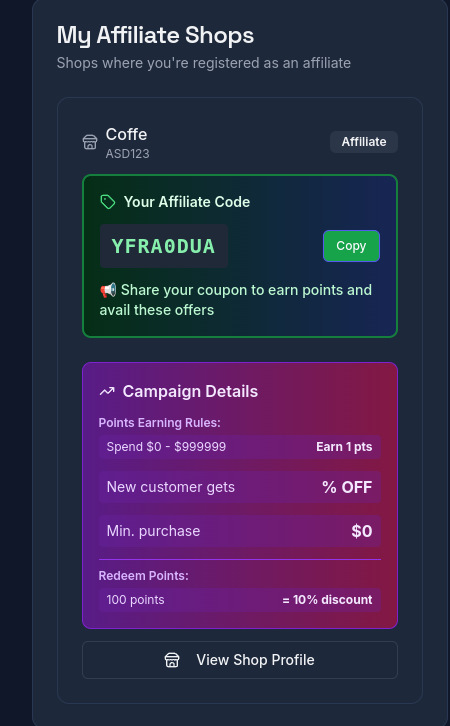 My Affiliate Shops
Shops where you're registered as an affiliate
Coffe
ASD123
Affiliate
Your Affiliate Code
YFRA0DUA
Copy
📢 Share your coupon to earn points and
avail these offers
Campaign Details
Points Earning Rules:
Spend $0 - $999999 Earn 1 pts
New customer gets % OFF
Min. purchase $0
Redeem Points:
100 points = 10% discount
View Shop Profile